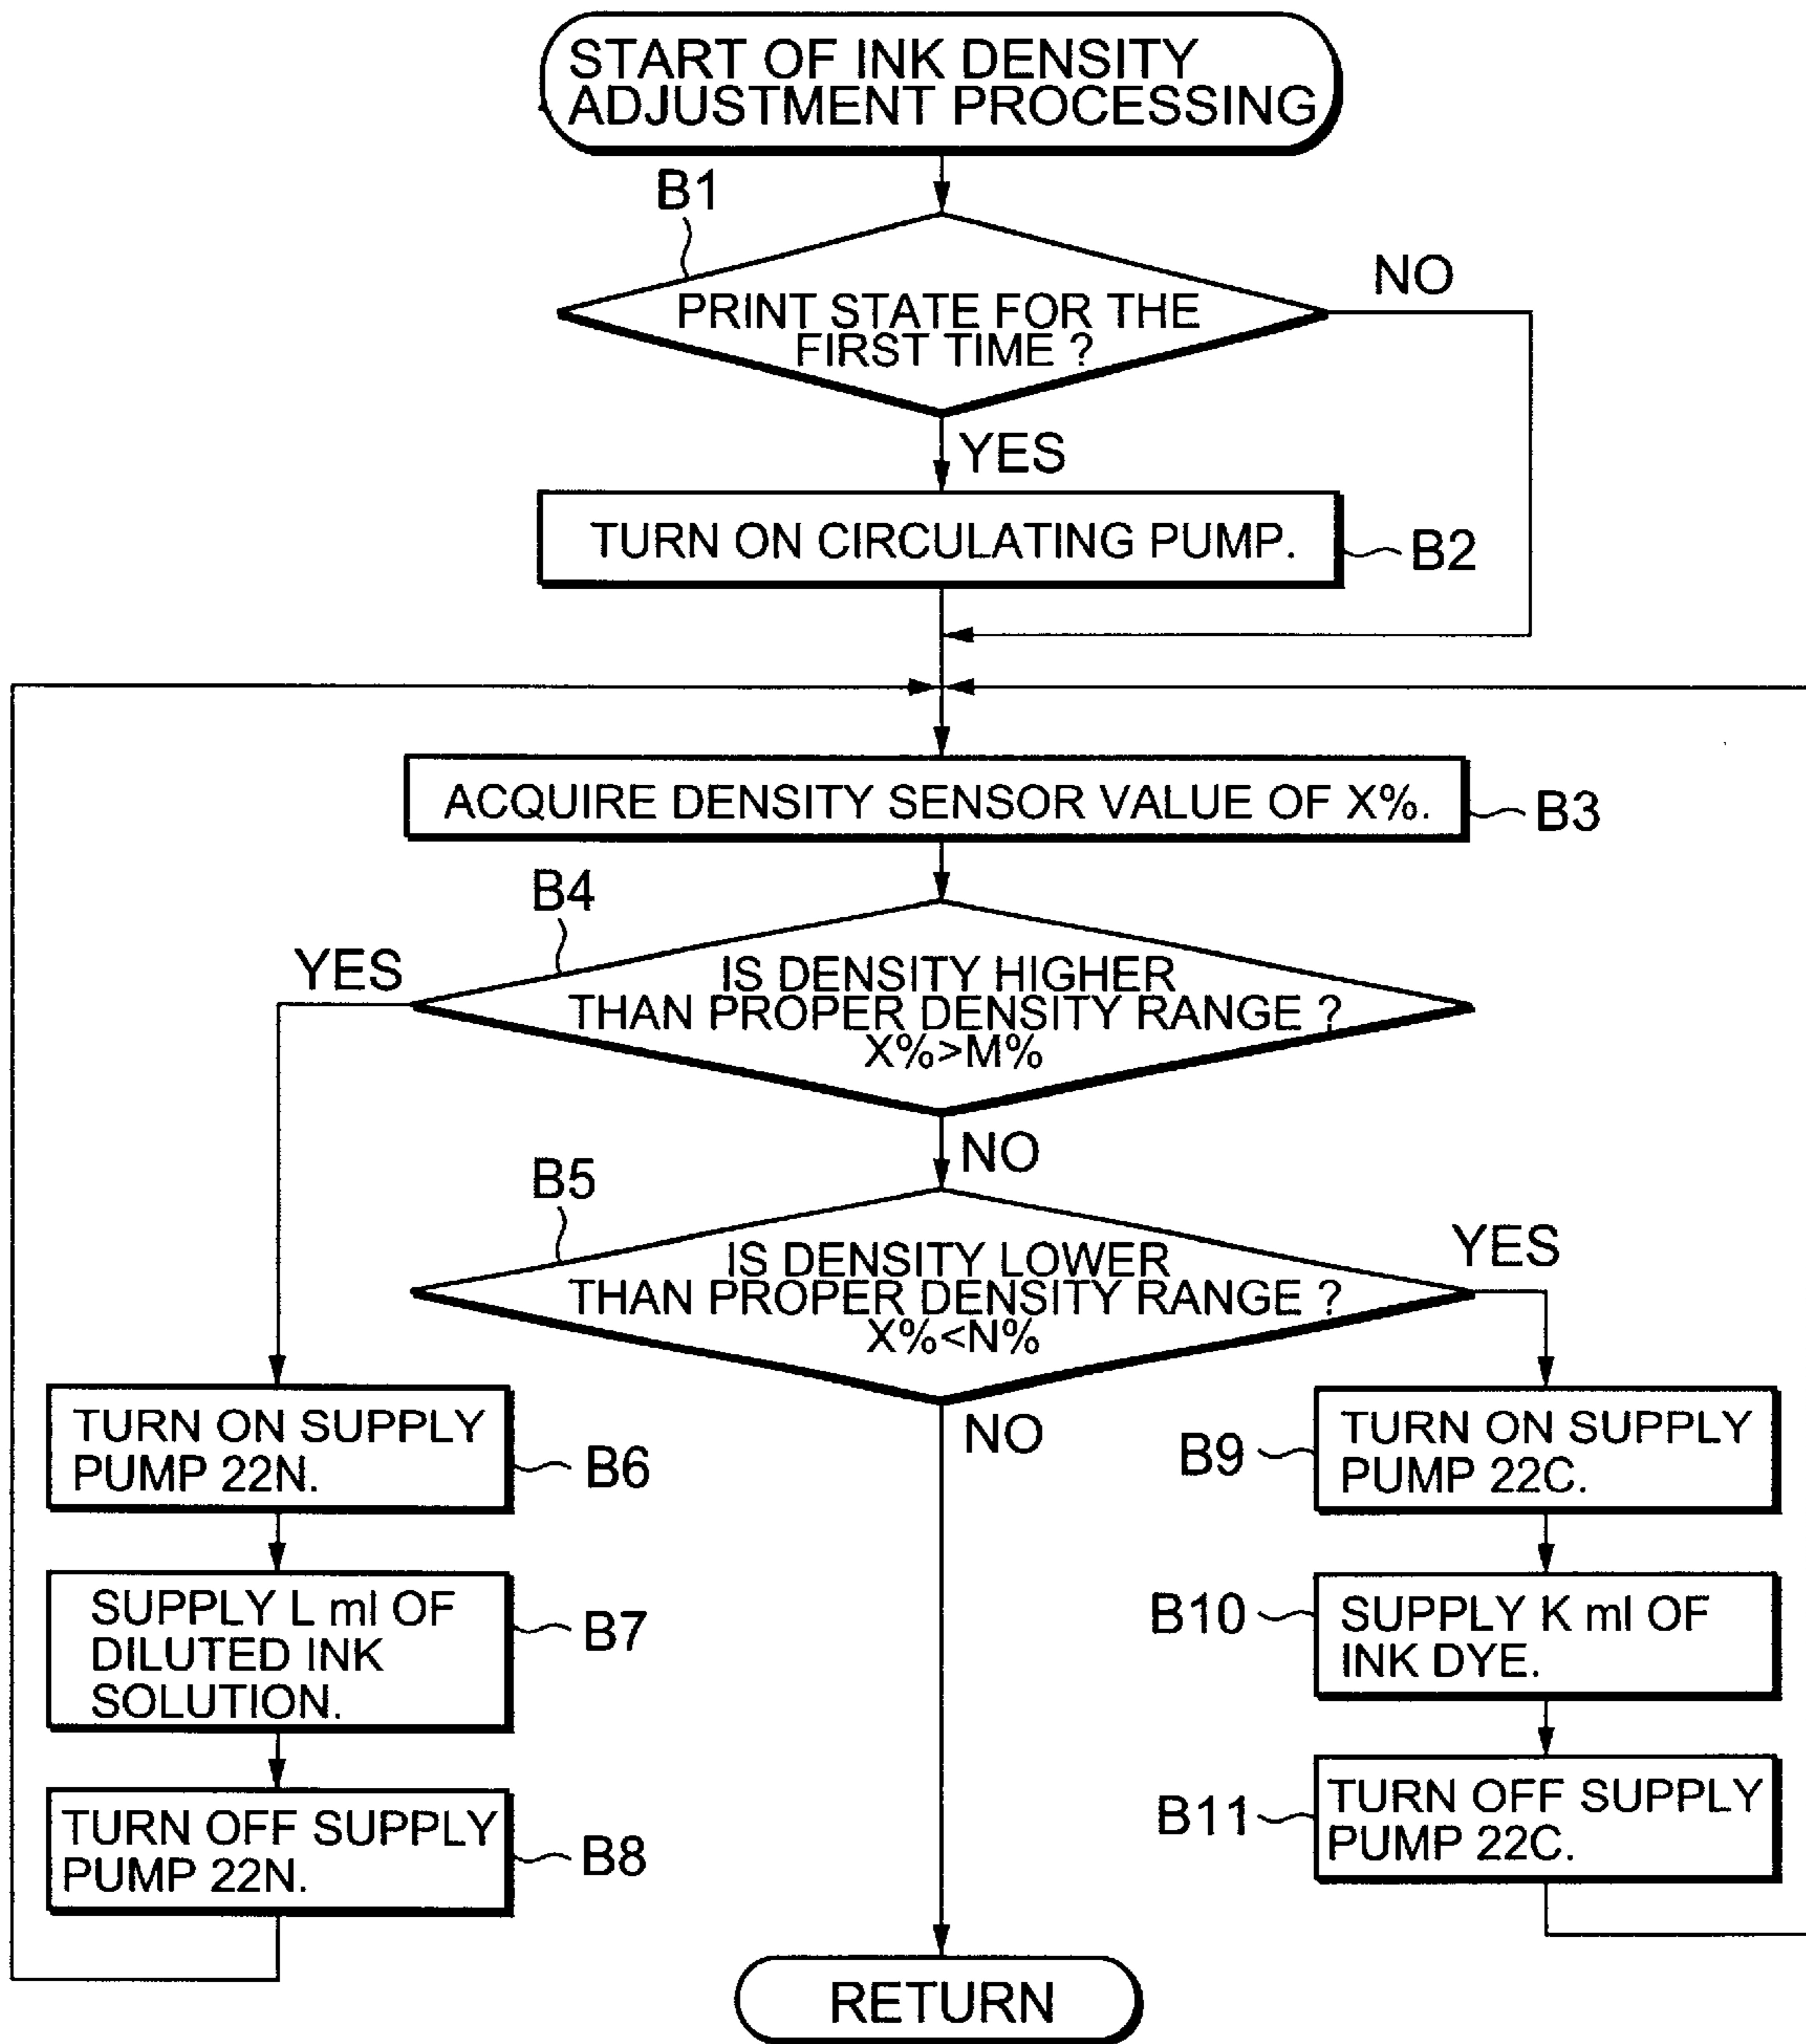 START OF INK DENSITY
ADJUSTMENT PROCESSING
B1
NO
PRINT STATE FOR THE
FIRST TIME ?
YES
TURN ON CIRCULATING PUMP.
B2
ACQUIRE DENSITY SENSOR VALUE OF X%.
B3
B4
YES
IS DENSITY HIGHER
THAN PROPER DENSITY RANGE ?
X%>M%
NO
B5
IS DENSITY LOWER
THAN PROPER DENSITY RANGE ?
X%<N%
YES
NO
TURN ON SUPPLY
PUMP 22N.
B6
SUPPLY L ml OF
DILUTED INK
SOLUTION.
B7
TURN OFF SUPPLY
PUMP 22N.
B8
B9
TURN ON SUPPLY
PUMP 22C.
B10
SUPPLY K ml OF
INK DYE.
B11
TURN OFF SUPPLY
PUMP 22C.
RETURN